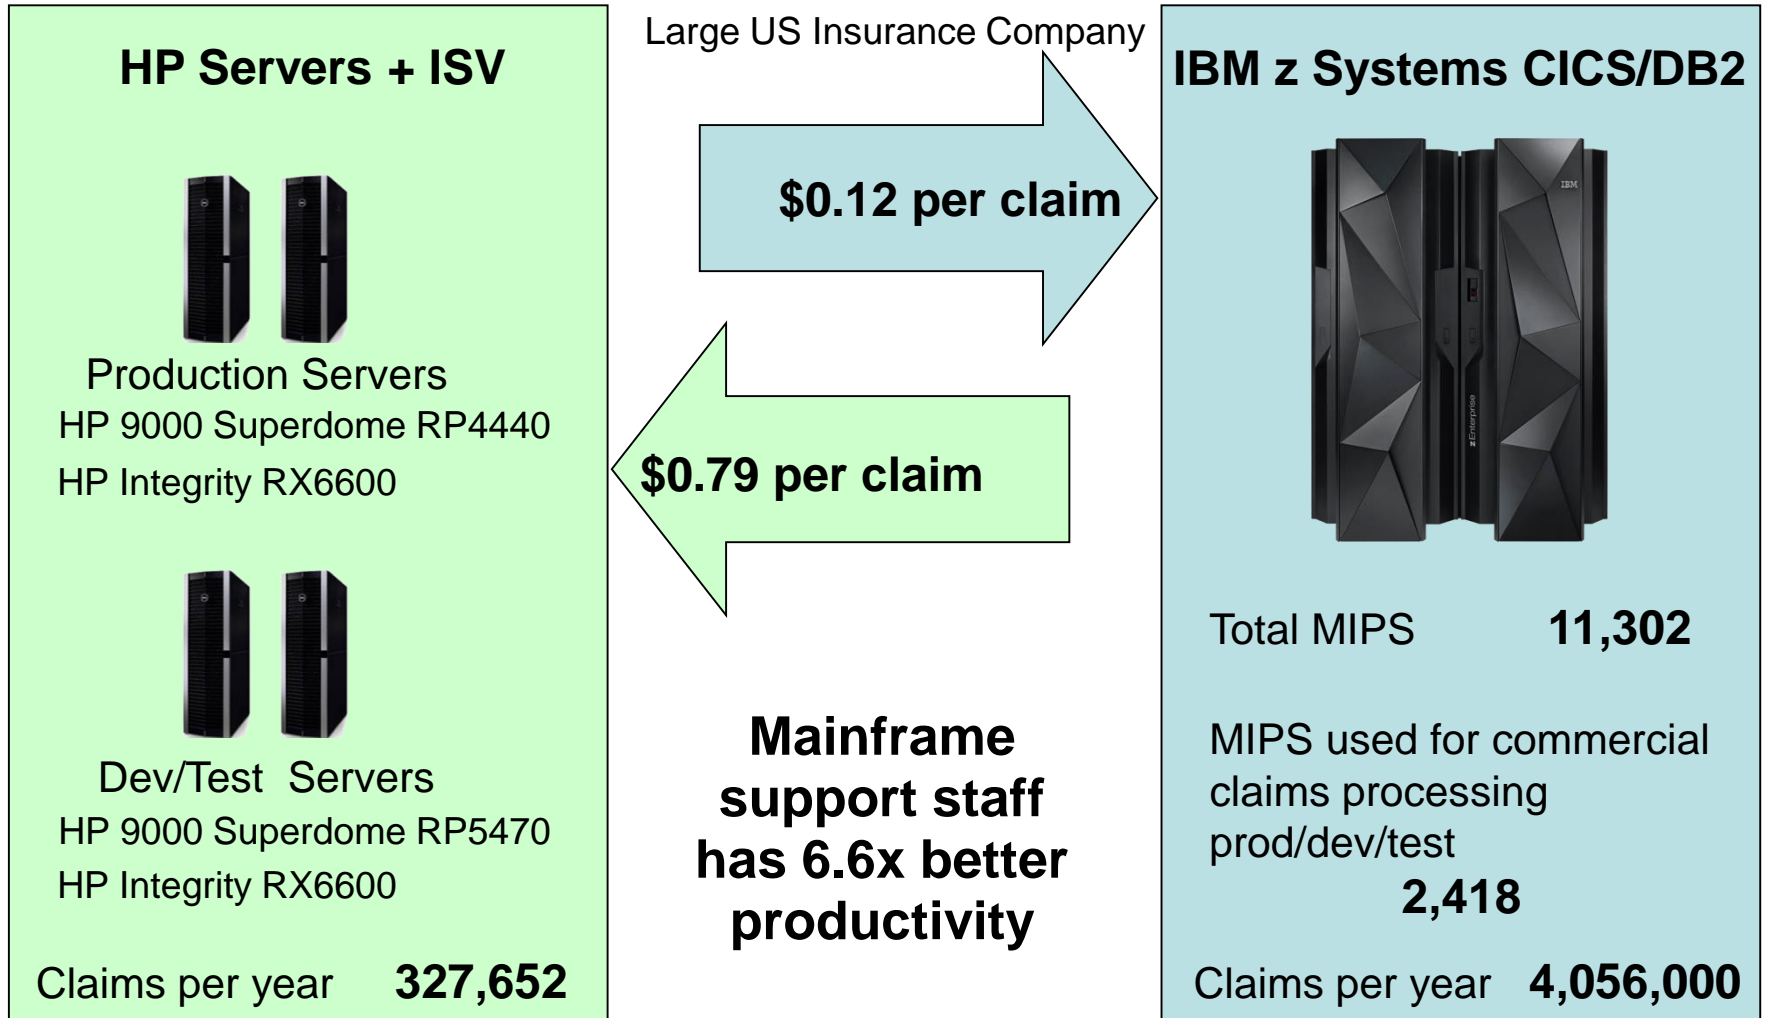 Large US Insurance Company
HP Servers + ISV
Production Servers
HP 9000 Superdome RP4440
HP Integrity RX6600
Dev/Test  Servers
HP 9000 Superdome RP5470
HP Integrity RX6600
Claims per year 327,652
$0.12 per claim
$0.79 per claim
Mainframe
support staff
has 6.6x better
productivity
IBM z Systems CICS/DB2
IBM
zEnterprise
Total MIPS 11,302
MIPS used for commercial
claims processing
prod/dev/test
2,418
Claims per year 4,056,000